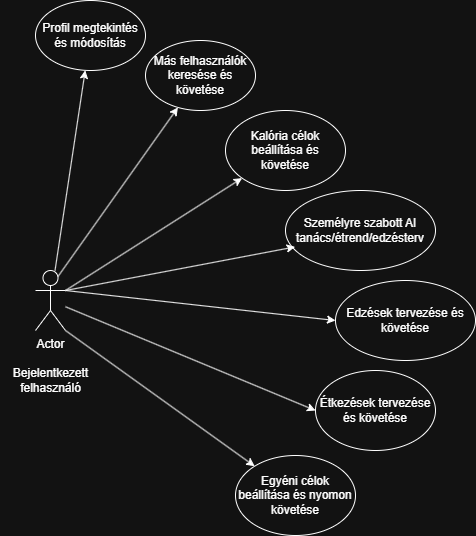 Profil megtekintés
és módosítás
Más felhasználók
keresése és
követése
Kalória célok
beállítása és
követése
Személyre szabott AI
tanács/étrend/edzésterv
Edzések tervezése és
követése
Actor
Bejelentkezett
felhasználó
Étkezések tervezése
és követése
Egyéni célok
beállítása és nyomon
követése